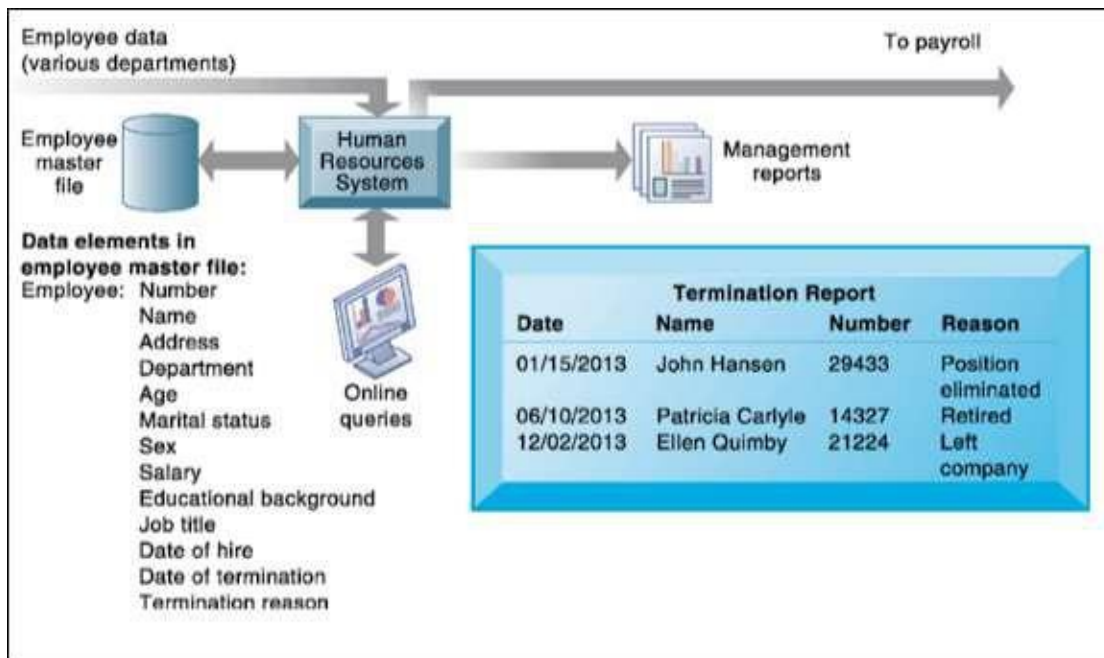 Employee data
(various departments)
To payroll
Employee
master
file
Human
Resources
System
Management
reports
Data elements in
employee master file:
Employee: Number
Name
Address
Department
Age
Marital status
Sex
Salary
Educational background
Job title
Date of hire
Date of termination
Termination reason
Online
queries
Termination Report
Date Name Number Reason
01/15/2013 John Hansen 29433 Position
eliminated
06/10/2013 Patricia Carlyle 14327 Retired
12/02/2013 Ellen Quimby 21224 Left
company